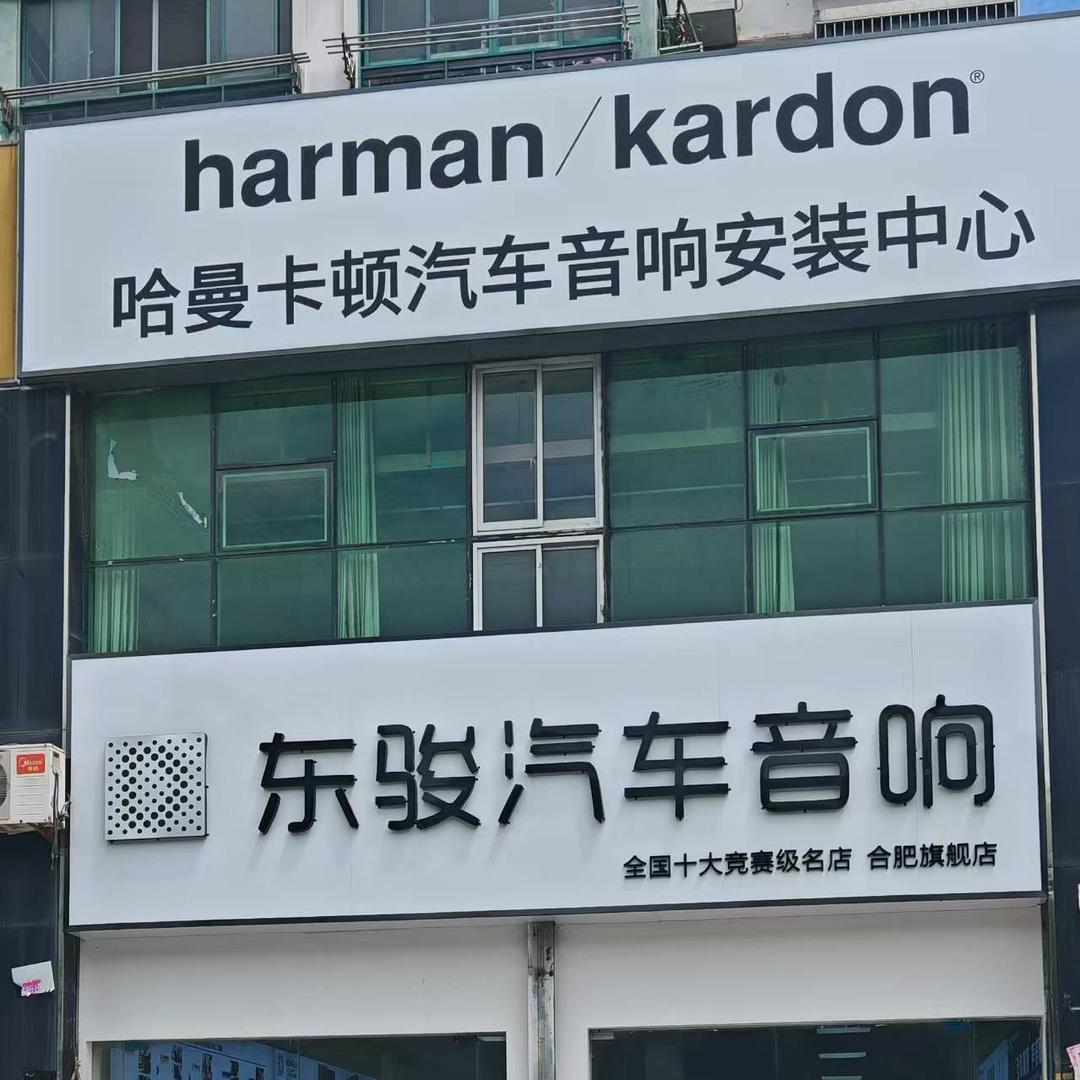 harman/kardon®
哈曼卡顿汽车音响安装中心
东骏汽车音响
全国十大竞赛级名店 合肥旗舰店
Midea